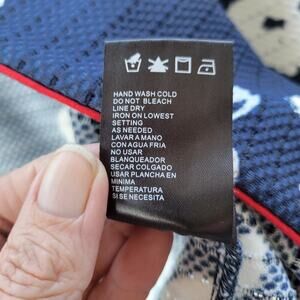 HAND WASH COLD
DO NOT BLEACH
LINE DRY
IRON ON LOWEST
SETTING
AS NEEDED
LAVAR A MANO
CON AGUA FRIA
NO USAR
BLANQUEADOR
SECAR COLGADO
USAR PLANCHA EN
MINIMA
TEMPERATURA
SI SE NECESITA